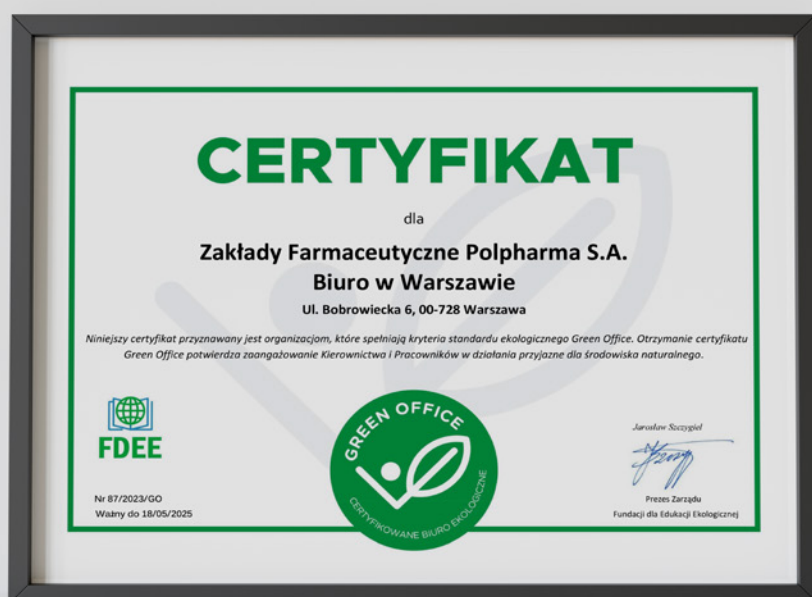 CERTYFIKAT
dla
Zakłady Farmaceutyczne Polpharma S.A.
Biuro w Warszawie
Ul. Bobrowiecka 6, 00-728 Warszawa
Niniejszy certyfikat przyznawany jest organizacjom, które spełniają kryteria standardu ekologicznego Green Office. Otrzymanie certyfikatu
Green Office potwierdza zaangażowanie Kierownictwa i Pracowników w działania przyjazne dla środowiska naturalnego.
FDEE
Nr 87/2023/GO
Ważny do 18/05/2025
GREEN OFFICE
CERTYFIKOWANE BIURO EKOLOGICZNE
Jarosław Szczygieł
Prezes Zarządu
Fundacji dla Edukacji Ekologicznej